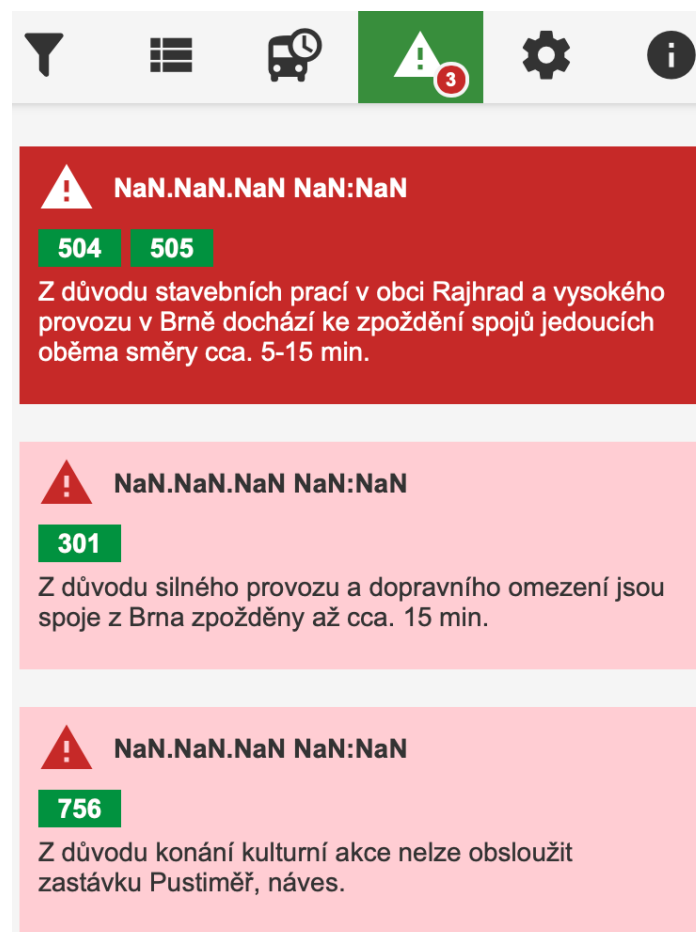 3
NaN.NaN.NaN NaN:NaN
504 505
Z důvodu stavebních prací v obci Rajhrad a vysokého
provozu v Brně dochází ke zpoždění spojů jedoucích
oběma směry cca. 5-15 min.
NaN.NaN.NaN NaN:NaN
301
Z důvodu silného provozu a dopravního omezení jsou
spoje z Brna zpožděny až cca. 15 min.
NaN.NaN.NaN NaN:NaN
756
Z důvodu konání kulturní akce nelze obsloužit
zastávku Pustiměř, náves.